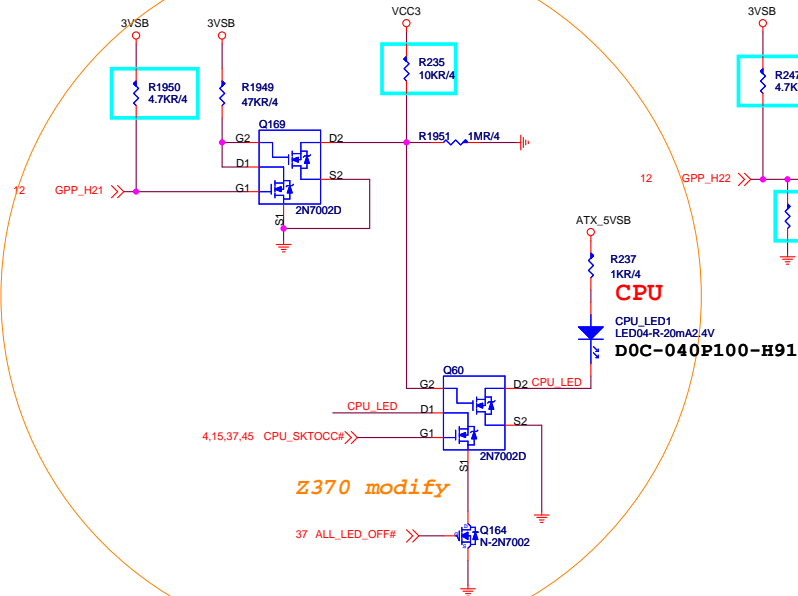 3VSB
3VSB
VCC3
3VSB
R1950
4.7KR/4
R1949
47KR/4
R235
10KR/4
R247
4.7K
Q169
G2
D2
D1
S2
G1
S1
2N7002D
R1951
1MR/4
12
GPP_H21
12
GPP_H22
ATX_5VSB
R237
1KR/4
CPU
CPU_LED1
LED04-R-20mA2.4V
D0C-040P100-H91
Q60
G2
D2
CPU_LED
CPU_LED
D1
S2
4,15,37,45
CPU_SKTOCC#
G1
S1
2N7002D
Z370 modify
37
ALL_LED_OFF#
Q164
N-2N7002